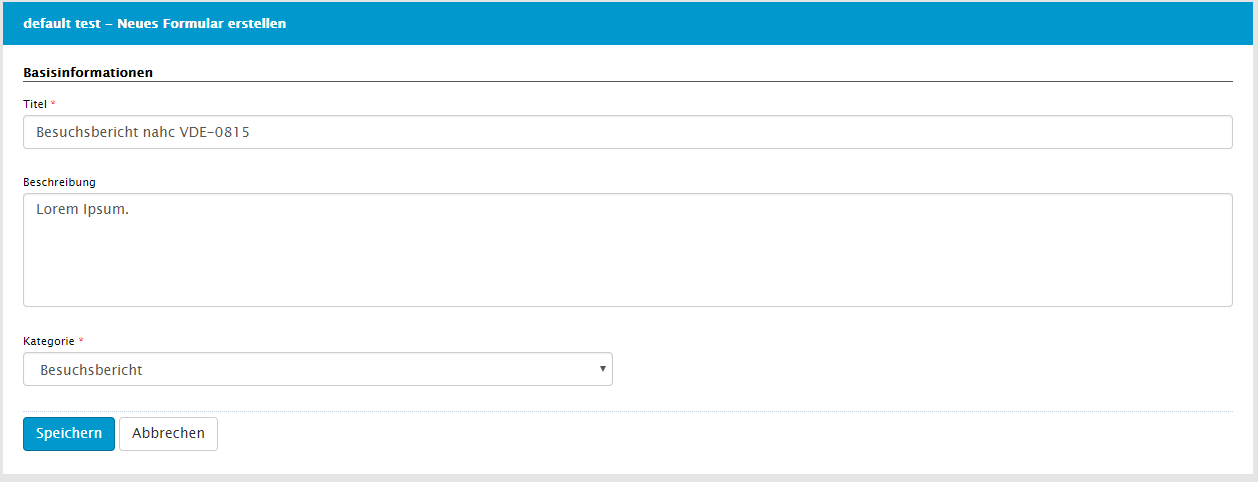 default test – Neues Formular erstellen
Basisinformationen
Titel *
Besuchsbericht nahc VDE-0815
Beschreibung
Lorem Ipsum.
Kategorie *
Besuchsbericht
Speichern Abbrechen